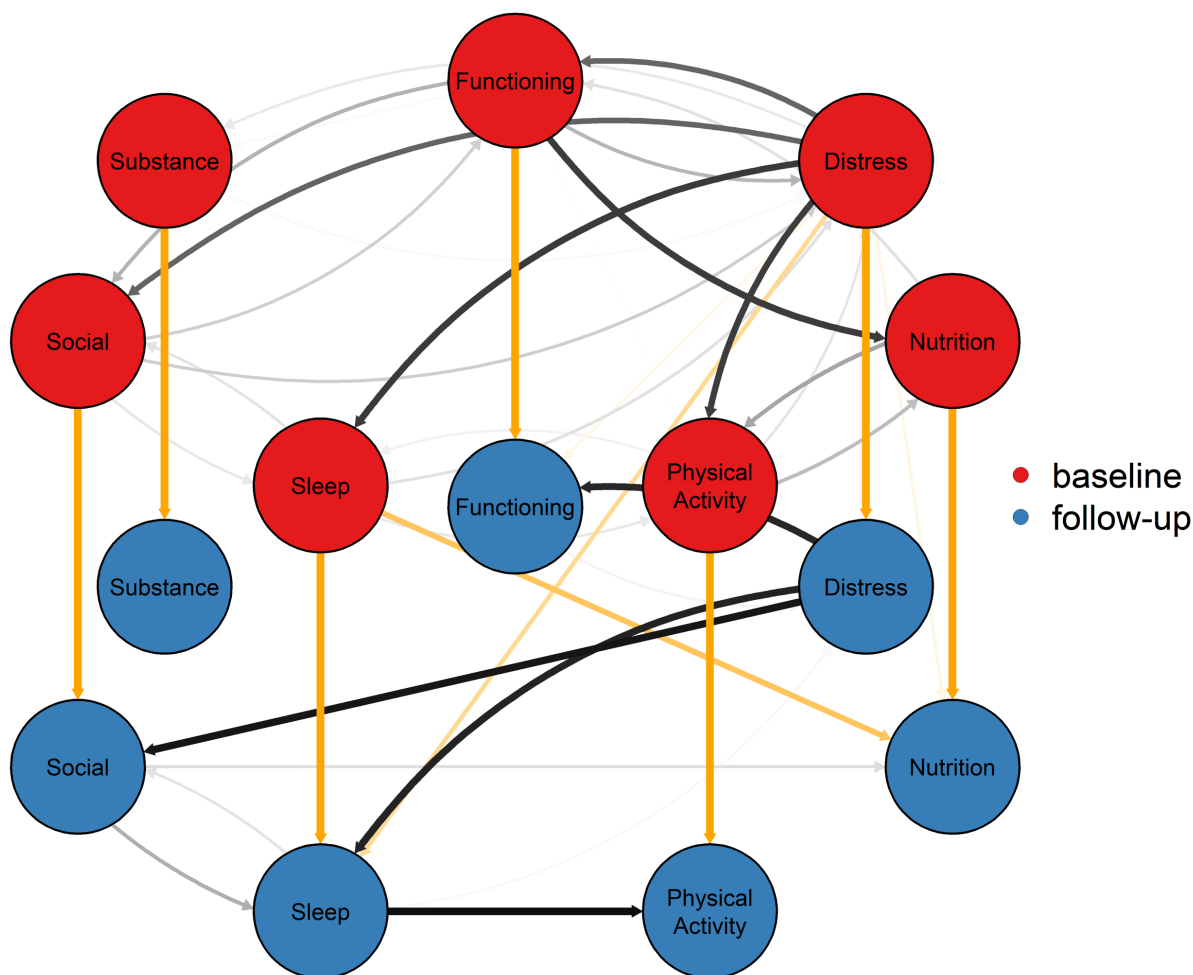 Functioning
Substance
Distress
Social
Nutrition
Sleep
Physical
Activity
Functioning
Substance
Distress
Social
Nutrition
Sleep
Physical
Activity
baseline
follow-up